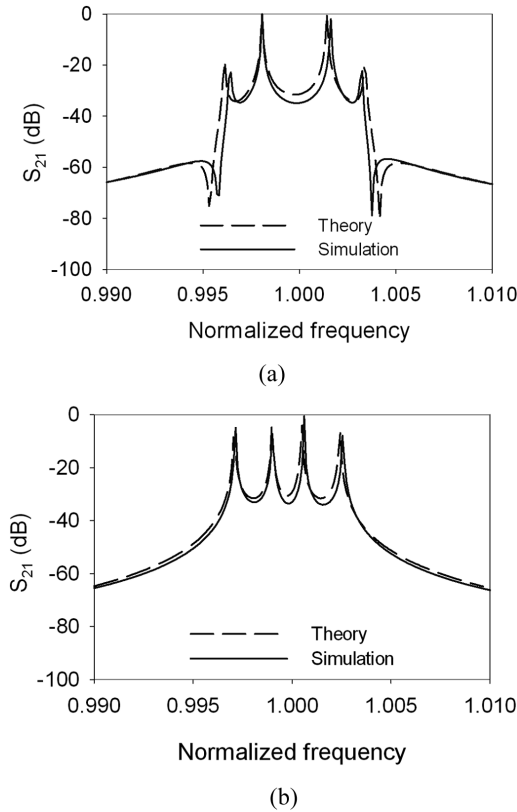 0
-20
-40
-60
-80
-100
S21 (dB)
Theory
Simulation
0.990 0.995 1.000 1.005 1.010
Normalized frequency
(a)
0
-20
-40
-60
-80
-100
S21 (dB)
Theory
Simulation
0.990 0.995 1.000 1.005 1.010
Normalized frequency
(b)